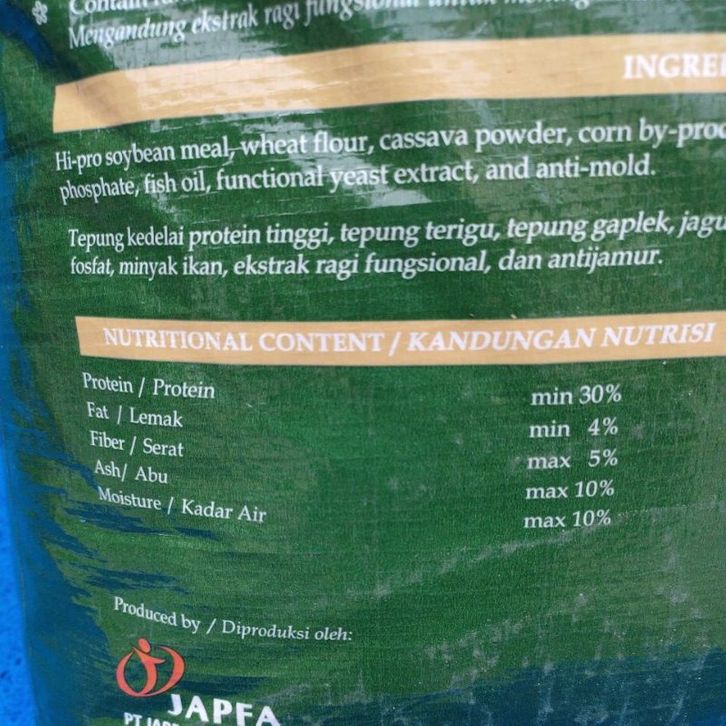 Contain
Mengandung ekstrak ragi fungsional untuk
INGRE
Hi-pro soybean meal, wheat flour, cassava powder, corn by-pro
phosphate, fish oil, functional yeast extract, and anti-mold.
Tepung kedelai protein tinggi, tepung terigu, tepung gaplek, jagu
fosfat, minyak ikan, ekstrak ragi fungsional, dan antijamur.
NUTRITIONAL CONTENT / KANDUNGAN NUTRISI
Protein / Protein min 30%
Fat / Lemak min 4%
Fiber / Serat max 5%
Ash/ Abu max 10%
Moisture / Kadar Air max 10%
Produced by / Diproduksi oleh:
JAPFA
PT